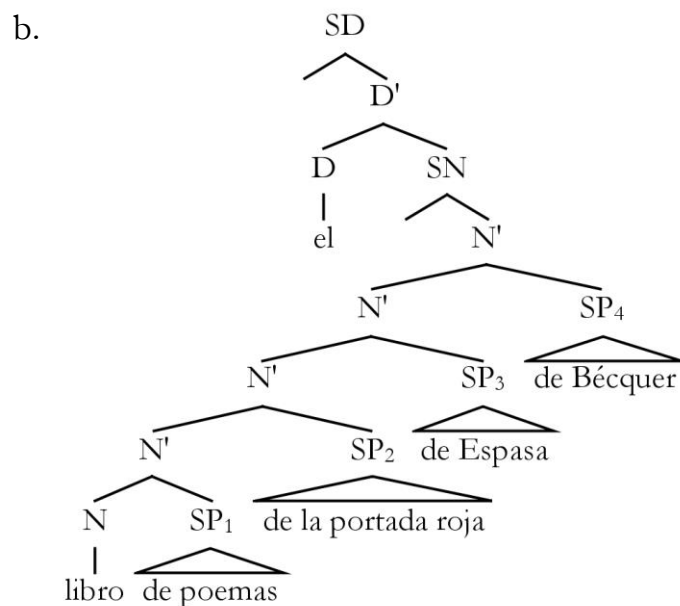 b.
SD
D'
D SN
el N'
N' SP₄
N' SP₃ de Bécquer
N' SP₂ de Espasa
N SP₁ de la portada roja
libro de poemas